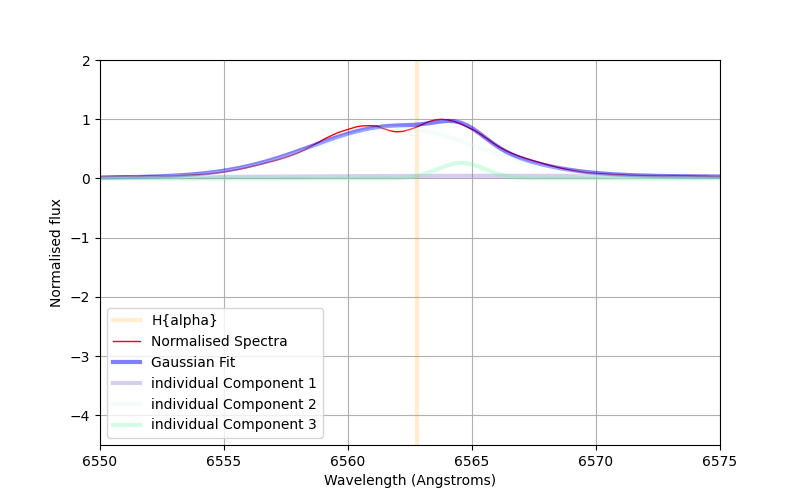 2
1
0
−1
−2
−3
−4
Normalised flux
H{alpha}
Normalised Spectra
Gaussian Fit
individual Component 1
individual Component 2
individual Component 3
6550 6555 6560 6565 6570 6575
Wavelength (Angstroms)